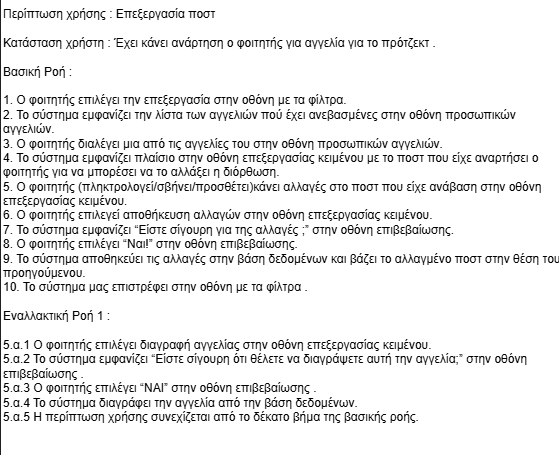 Περίπτωση χρήσης : Επεξεργασία ποστ
Κατάσταση χρήστη : Έχει κάνει ανάρτηση ο φοιτητής για αγγελία για το πρότζεκτ .
Βασική Ροή :
1. Ο φοιτητής επιλέγει την επεξεργασία στην οθόνη με τα φίλτρα.
2. Το σύστημα εμφανίζει την λίστα των αγγελιών πού έχει ανεβασμένες στην οθόνη προσωπικών
αγγελιών.
3. Ο φοιτητής διαλέγει μια από τις αγγελίες του στην οθόνη προσωπικών αγγελιών.
4. Το σύστημα εμφανίζει πλαίσιο στην οθόνη επεξεργασίας κειμένου με το ποστ που είχε αναρτήσει ο
φοιτητής για να μπορέσει να το αλλάξει η διόρθωση.
5. Ο φοιτητής (πληκτρολογεί/σβήνει/προσθέτει)κάνει αλλαγές στο ποστ που είχε ανάβαση στην οθόνη
επεξεργασίας κειμένου.
6. Ο φοιτητής επιλεγεί αποθήκευση αλλαγών στην οθόνη επεξεργασίας κειμένου.
7. Το σύστημα εμφανίζει “Είστε σίγουρη για της αλλαγές ;” στην οθόνη επιβεβαίωσης.
8. Ο φοιτητής επιλέγει “Ναι!” στην οθόνη επιβεβαίωσης.
9. Το σύστημα αποθηκεύει τις αλλαγές στην βάση δεδομένων και βάζει το αλλαγμένο ποστ στην θέση του
προηγούμενου.
10. Το σύστημα μας επιστρέφει στην οθόνη με τα φίλτρα .
Εναλλακτική Ροή 1 :
5.α.1 Ο φοιτητής επιλέγει διαγραφή αγγελίας στην οθόνη επεξεργασίας κειμένου.
5.α.2 Το σύστημα εμφανίζει “Είστε σίγουρη ότι θέλετε να διαγράψετε αυτή την αγγελία;” στην οθόνη
επιβεβαίωσης .
5.α.3 Ο φοιτητής επιλέγει “ΝΑΙ” στην οθόνη επιβεβαίωσης .
5.α.4 Το σύστημα διαγράφει την αγγελία από την βάση δεδομένων.
5.α.5 Η περίπτωση χρήσης συνεχίζεται από το δέκατο βήμα της βασικής ροής.